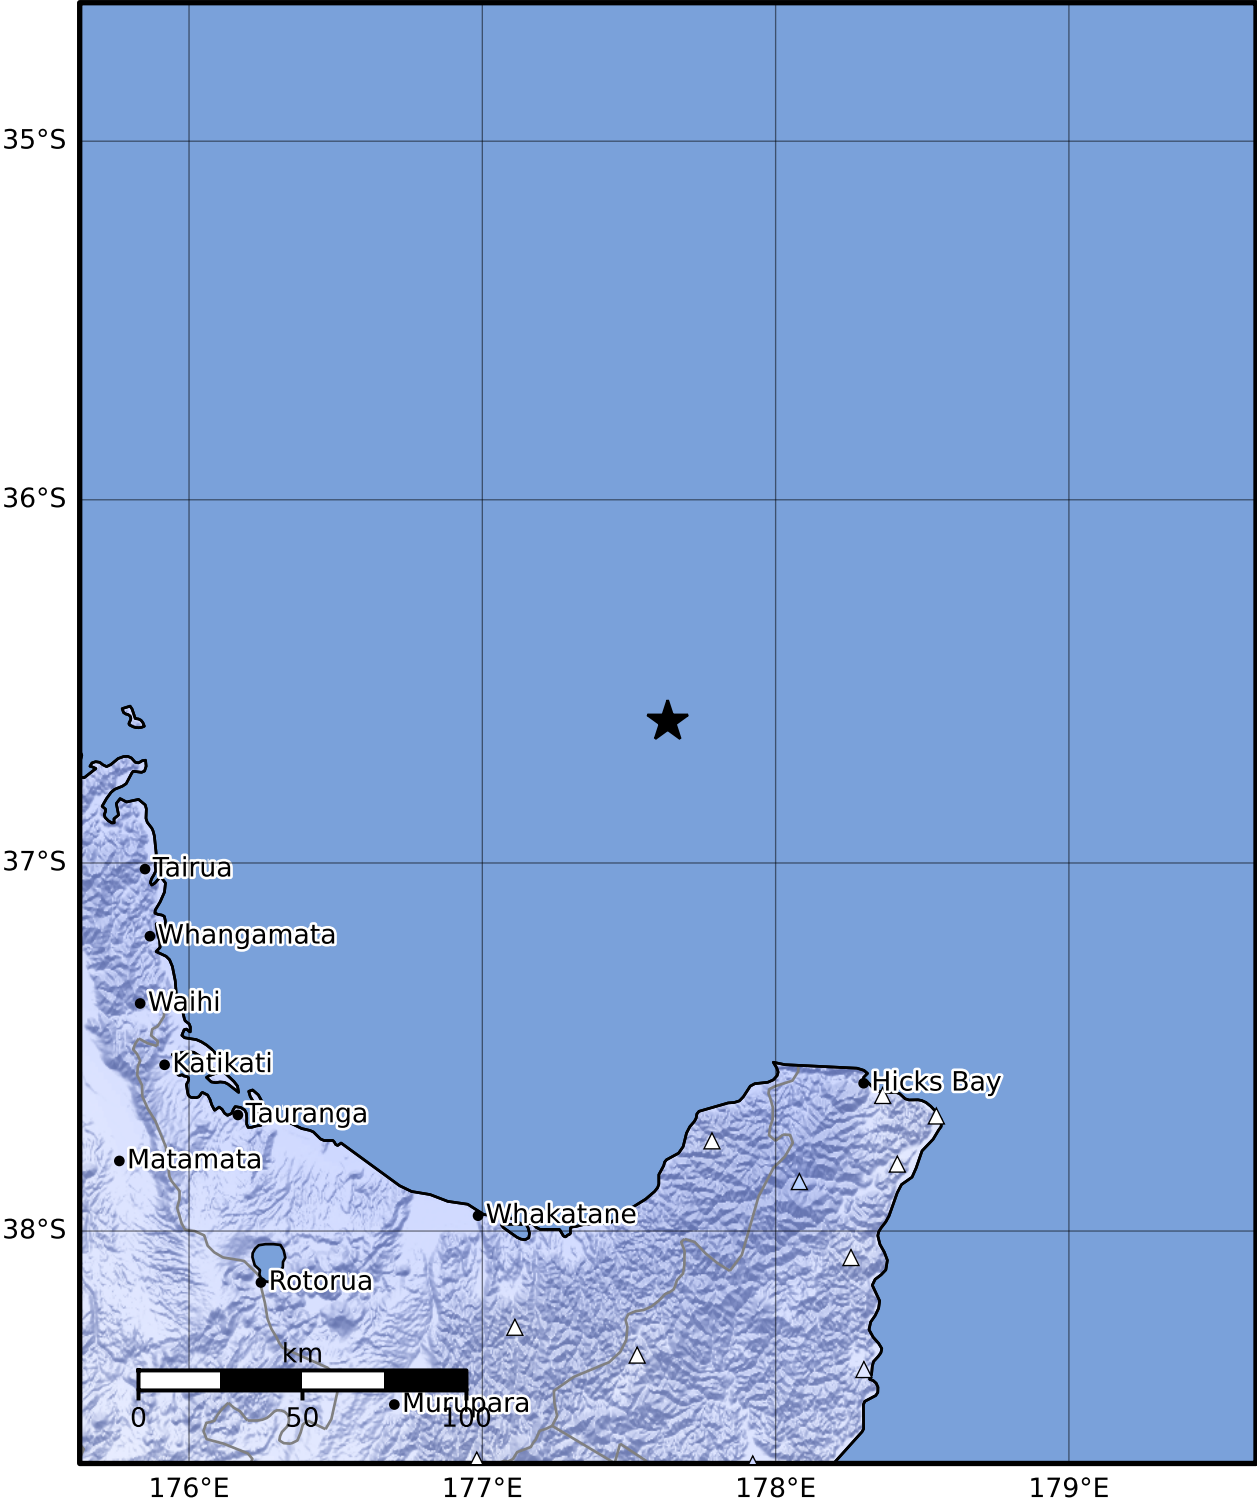 35°S
36°S
37°S
Tairua
Whangamata
Waihi
Katikati
Hicks Bay
Tauranga
Matamata
Whakatane
38°S
Rotorua
km
Murupara
0 50 100
176°E 177°E 178°E 179°E